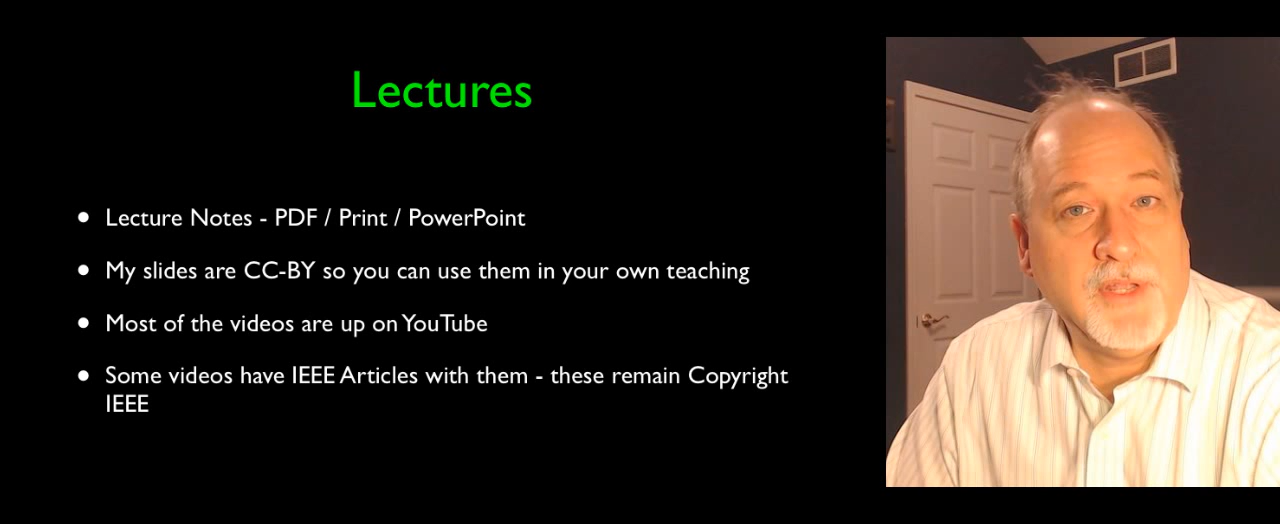 Lectures
• Lecture Notes - PDF / Print / PowerPoint
• My slides are CC-BY so you can use them in your own teaching
• Most of the videos are up on YouTube
• Some videos have IEEE Articles with them - these remain Copyright
IEEE